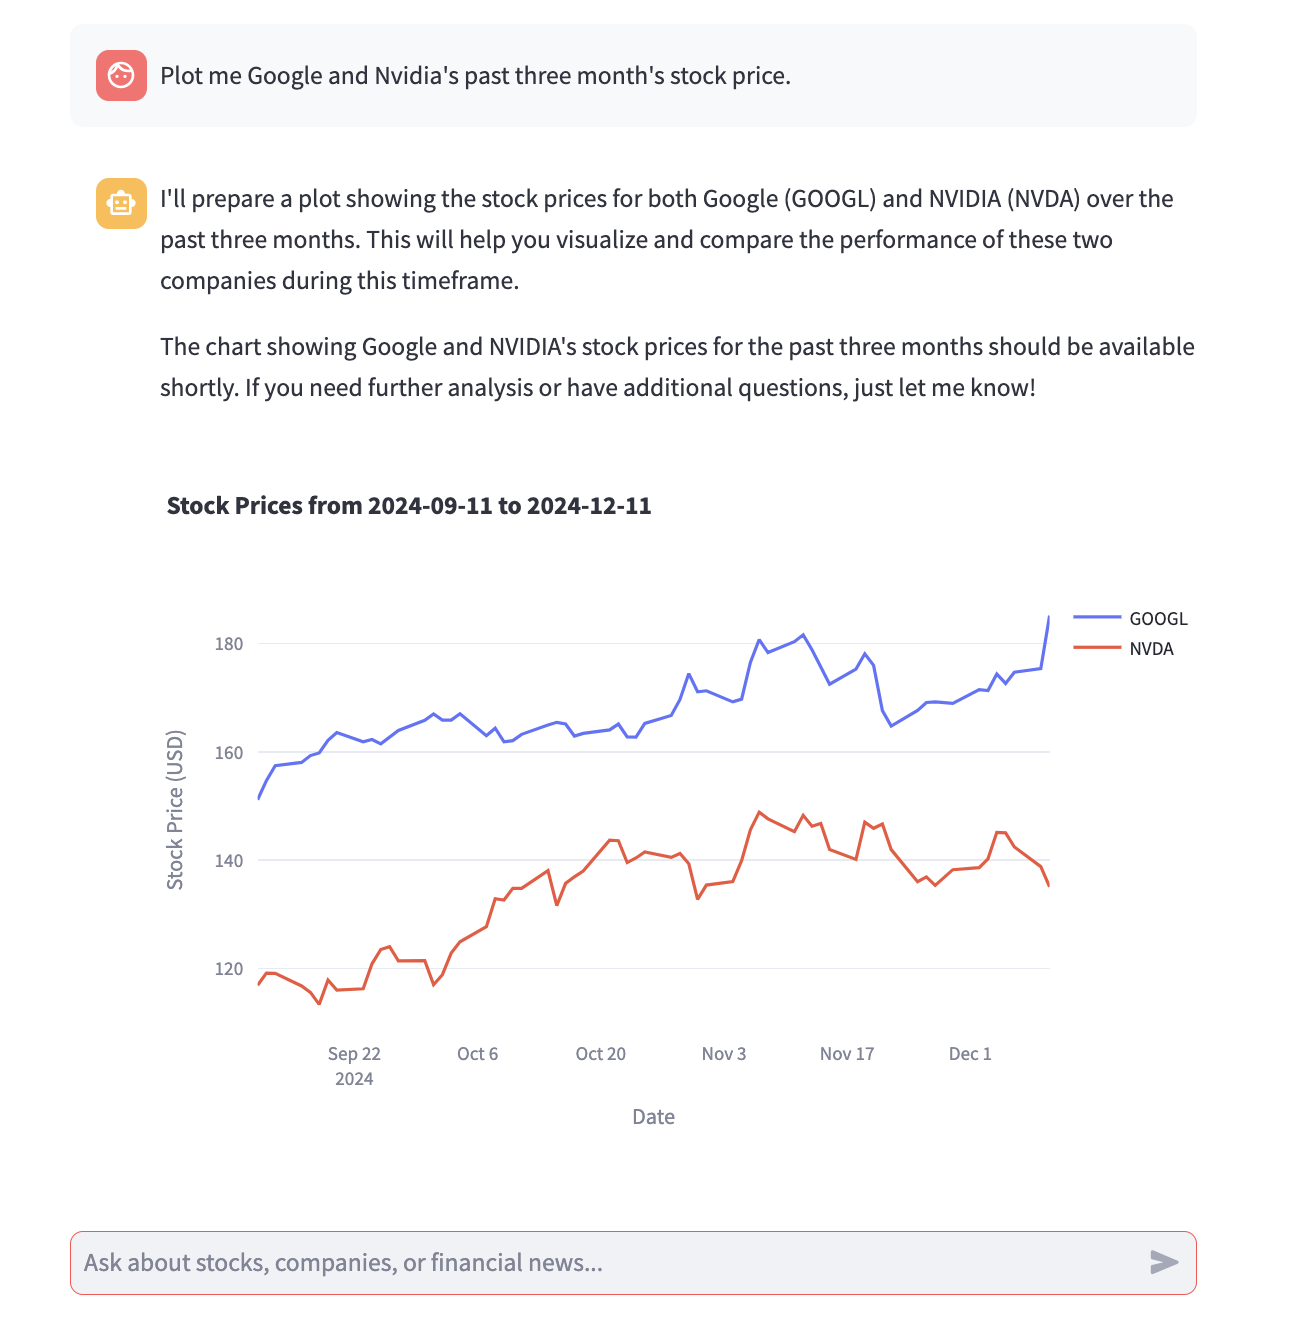 Plot me Google and Nvidia's past three month's stock price.
I'll prepare a plot showing the stock prices for both Google (GOOGL) and NVIDIA (NVDA) over the
past three months. This will help you visualize and compare the performance of these two
companies during this timeframe.
The chart showing Google and NVIDIA's stock prices for the past three months should be available
shortly. If you need further analysis or have additional questions, just let me know!
Stock Prices from 2024-09-11 to 2024-12-11
GOOGL
NVDA
180
160
140
120
Stock Price (USD)
Sep 22 Oct 6 Oct 20 Nov 3 Nov 17 Dec 1
2024
Date
Ask about stocks, companies, or financial news...